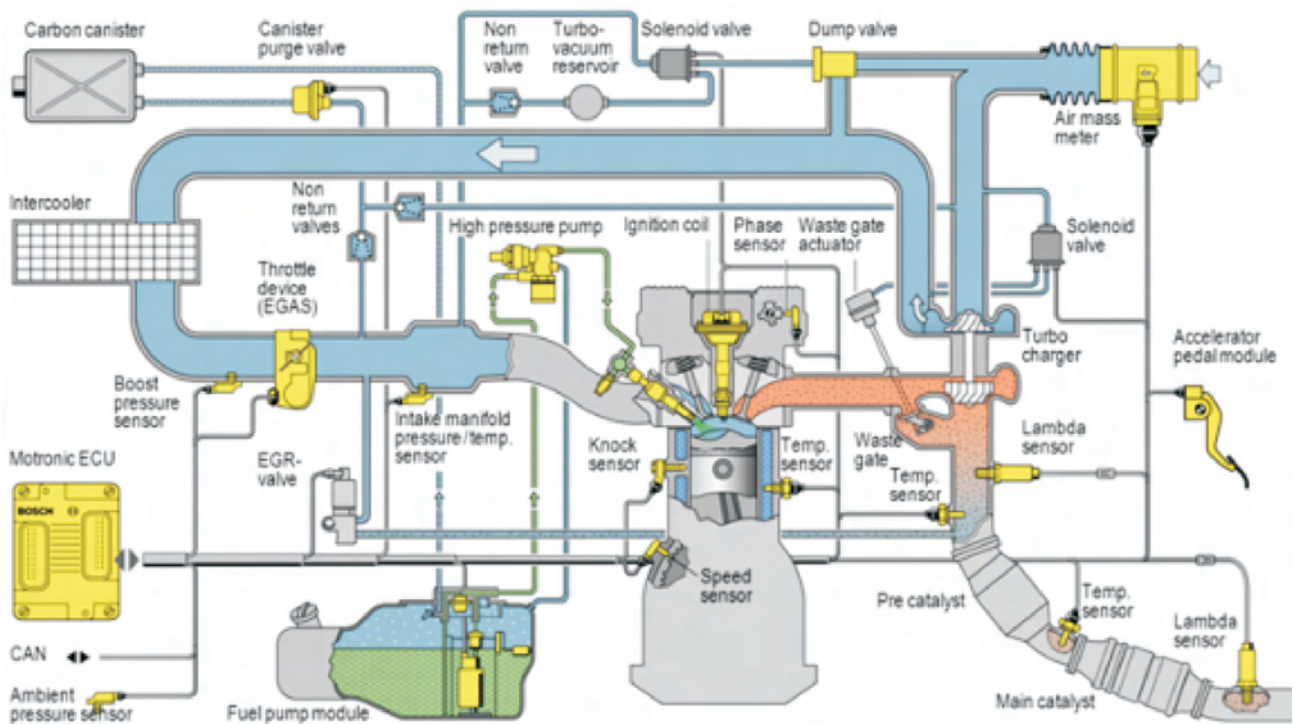 Carbon canister
Canister
purge valve
Non
return
valve
Turbo-
vacuum
reservoir
Solenoid valve
Dump valve
Air mass
meter
Intercooler
Non
return
valves
High pressure pump
Ignition coil
Phase
sensor
Waste gate
actuator
Solenoid
valve
Throttle
device
(EGAS)
Turbo
charger
Accelerator
pedal module
Boost
pressure
sensor
Intake manifold
pressure/temp.
sensor
Knock
sensor
Temp.
sensor
Waste
gate
Lambda
sensor
Motronic ECU
EGR-
valve
Temp.
sensor
BOSCH
Speed
sensor
Pre catalyst
Temp.
sensor
Lambda
sensor
CAN
Ambient
pressure sensor
Fuel pump module
Main catalyst